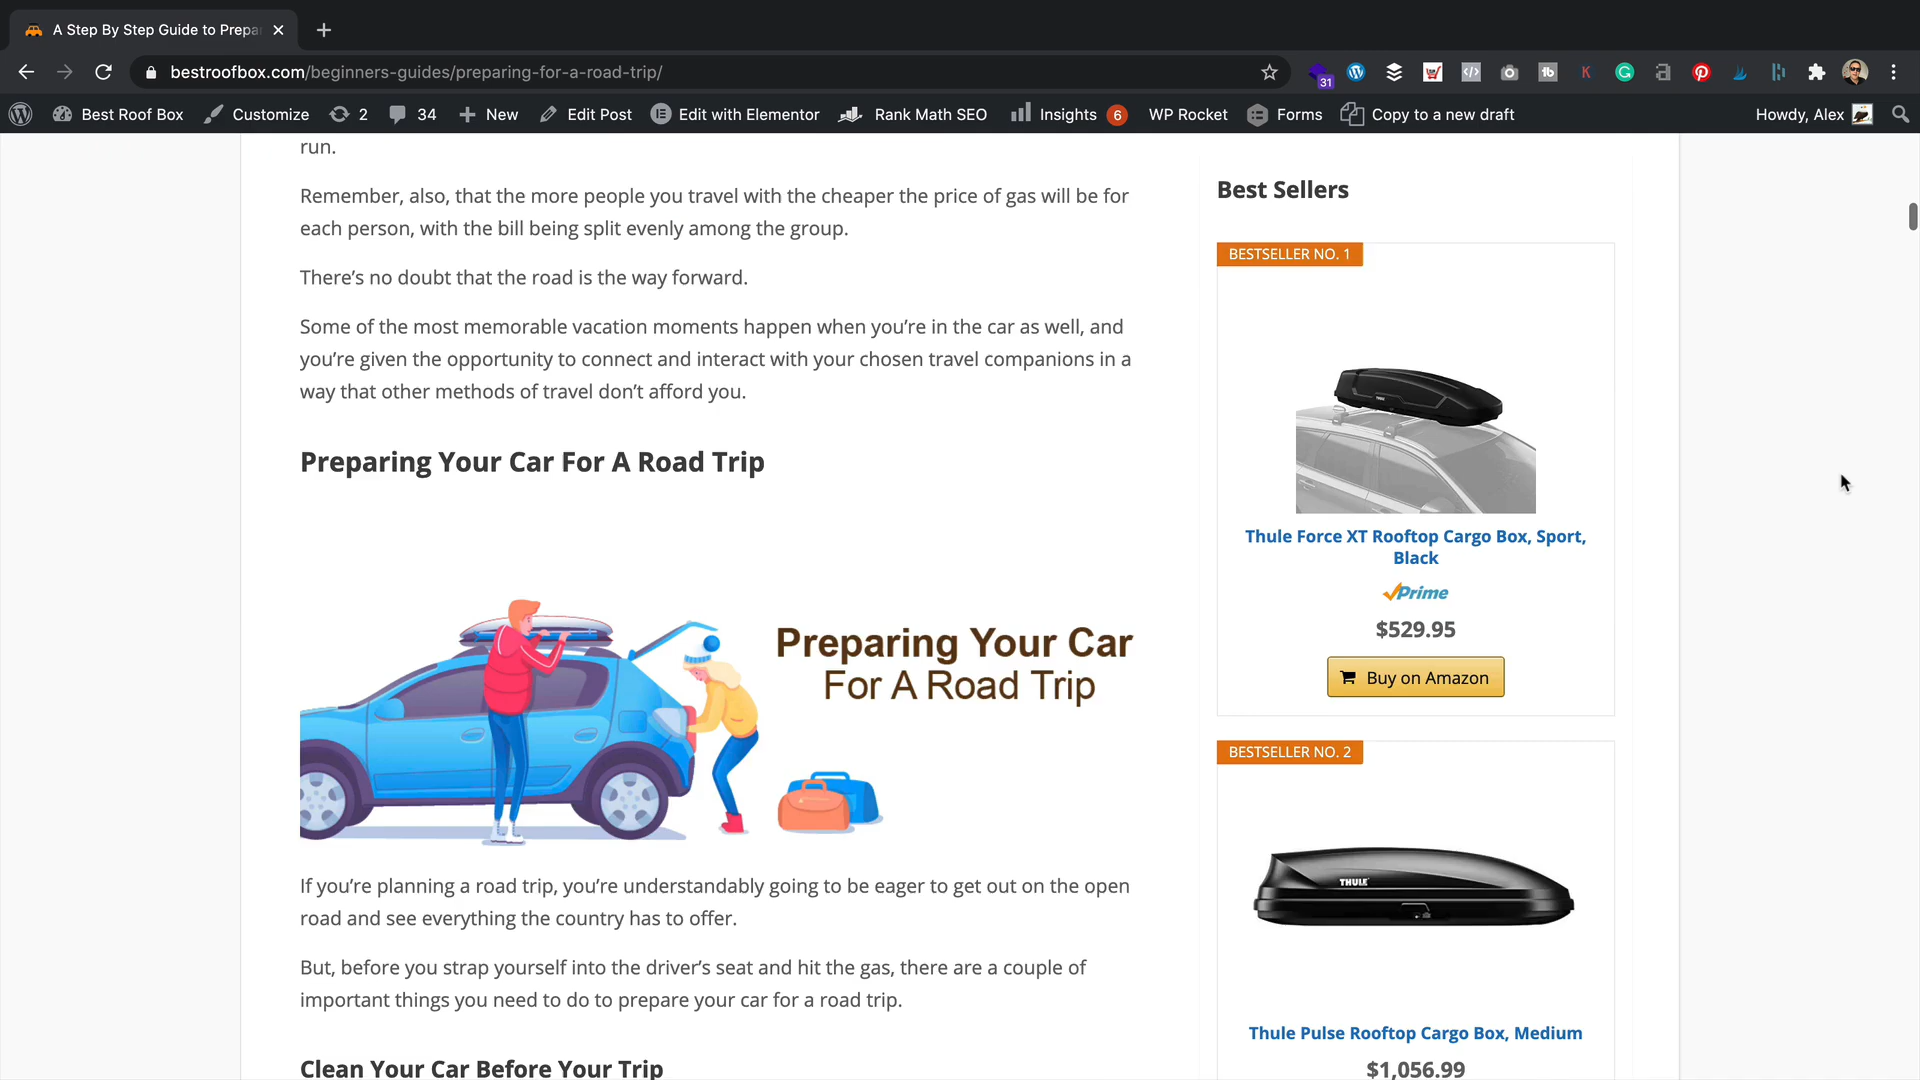 A Step By Step Guide to Prepa
bestroofbox.com/beginners-guides/preparing-for-a-road-trip/
31
Best Roof Box
Customize
2
34
New
Edit Post
Edit with Elementor
Rank Math SEO
Insights 6
WP Rocket
Forms
Copy to a new draft
Howdy, Alex
run.
Remember, also, that the more people you travel with the cheaper the price of gas will be for
each person, with the bill being split evenly among the group.
There’s no doubt that the road is the way forward.
Some of the most memorable vacation moments happen when you’re in the car as well, and
you’re given the opportunity to connect and interact with your chosen travel companions in a
way that other methods of travel don’t afford you.
Preparing Your Car For A Road Trip
Preparing Your Car
For A Road Trip
If you’re planning a road trip, you’re understandably going to be eager to get out on the open
road and see everything the country has to offer.
But, before you strap yourself into the driver’s seat and hit the gas, there are a couple of
important things you need to do to prepare your car for a road trip.
Clean Your Car Before Your Trip
Best Sellers
BESTSELLER NO. 1
Thule Force XT Rooftop Cargo Box, Sport,
Black
Prime
$529.95
Buy on Amazon
BESTSELLER NO. 2
THULE
Thule Pulse Rooftop Cargo Box, Medium
$1,056.99